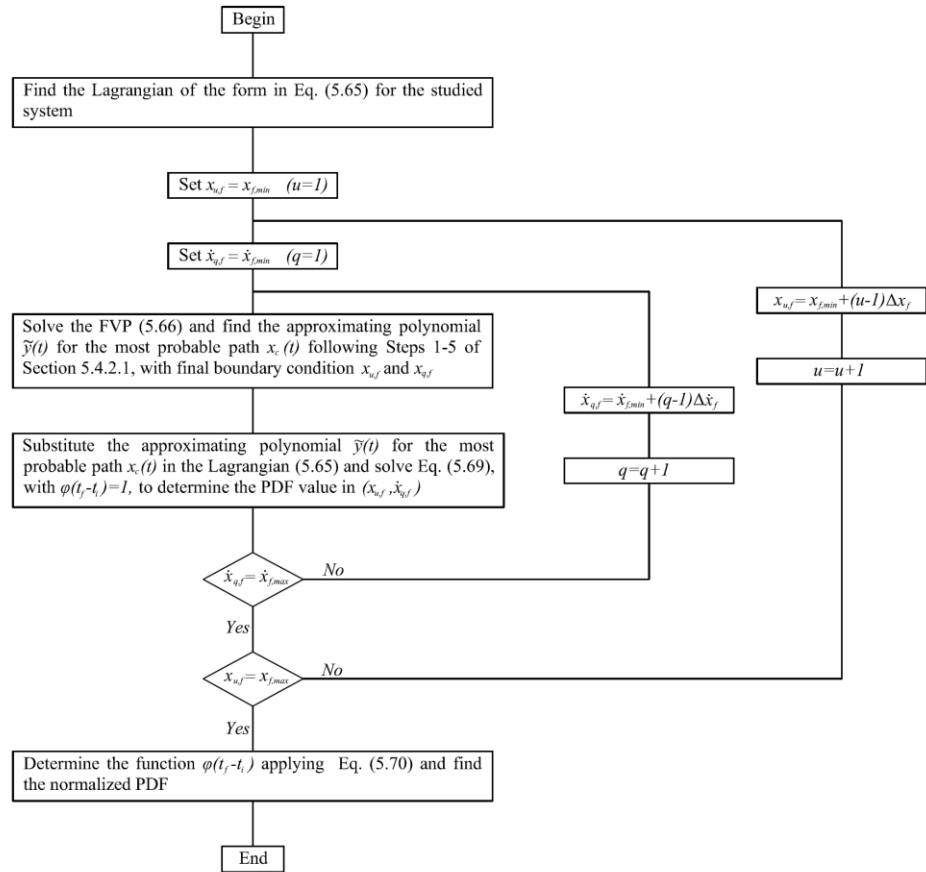 Begin
Find the Lagrangian of the form in Eq. (5.65) for the studied
system
Set x_{u,f} = x_{f,min} (u=1)
Set ẋ_{q,f} = ẋ_{f,min} (q=1)
Solve the FVP (5.66) and find the approximating polynomial
ỹ(t) for the most probable path x_c(t) following Steps 1-5 of
Section 5.4.2.1, with final boundary condition x_{u,f} and x_{q,f}
Substitute the approximating polynomial ỹ(t) for the most
probable path x_c(t) in the Lagrangian (5.65) and solve Eq. (5.69),
with φ(t_f-t_i)=1, to determine the PDF value in (x_{u,f} ,ẋ_{q,f} )
ẋ_{q,f} = ẋ_{f,max}
No
q=q+1
ẋ_{q,f} = ẋ_{f,min}+(q-1)Δẋ_f
Yes
x_{u,f} = x_{f,max}
No
u=u+1
x_{u,f} = x_{f,min}+(u-1)Δx_f
Yes
Determine the function φ(t_f-t_i) applying Eq. (5.70) and find
the normalized PDF
End